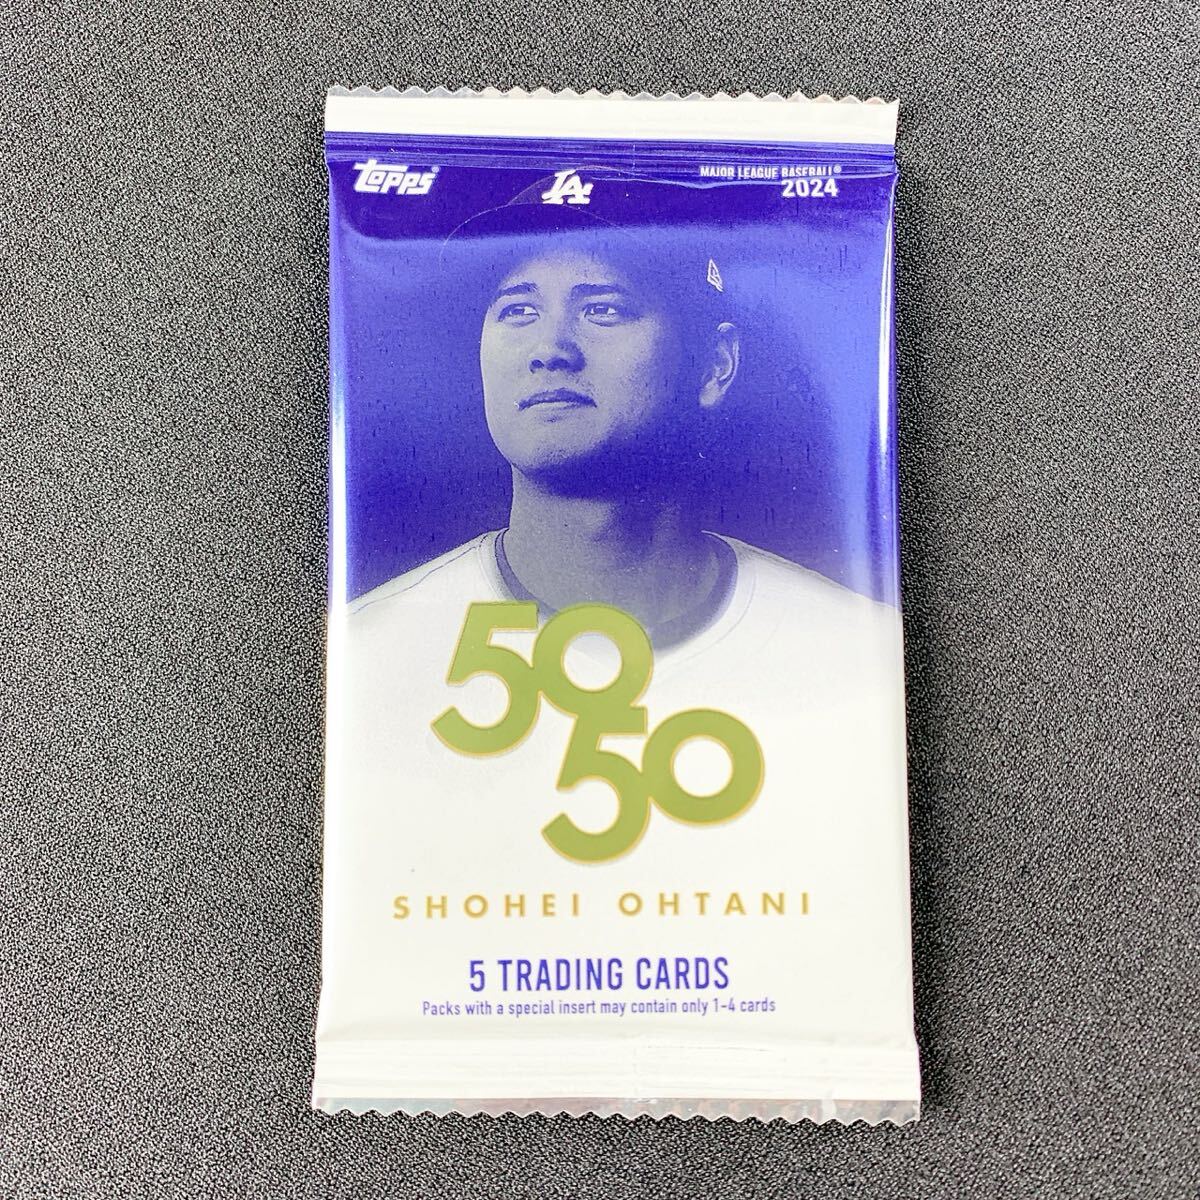 Topps®
LA
MAJOR LEAGUE BASEBALL®
2024
50
50
SHOHEI OHTANI
5 TRADING CARDS
Packs with a special insert may contain only 1-4 cards